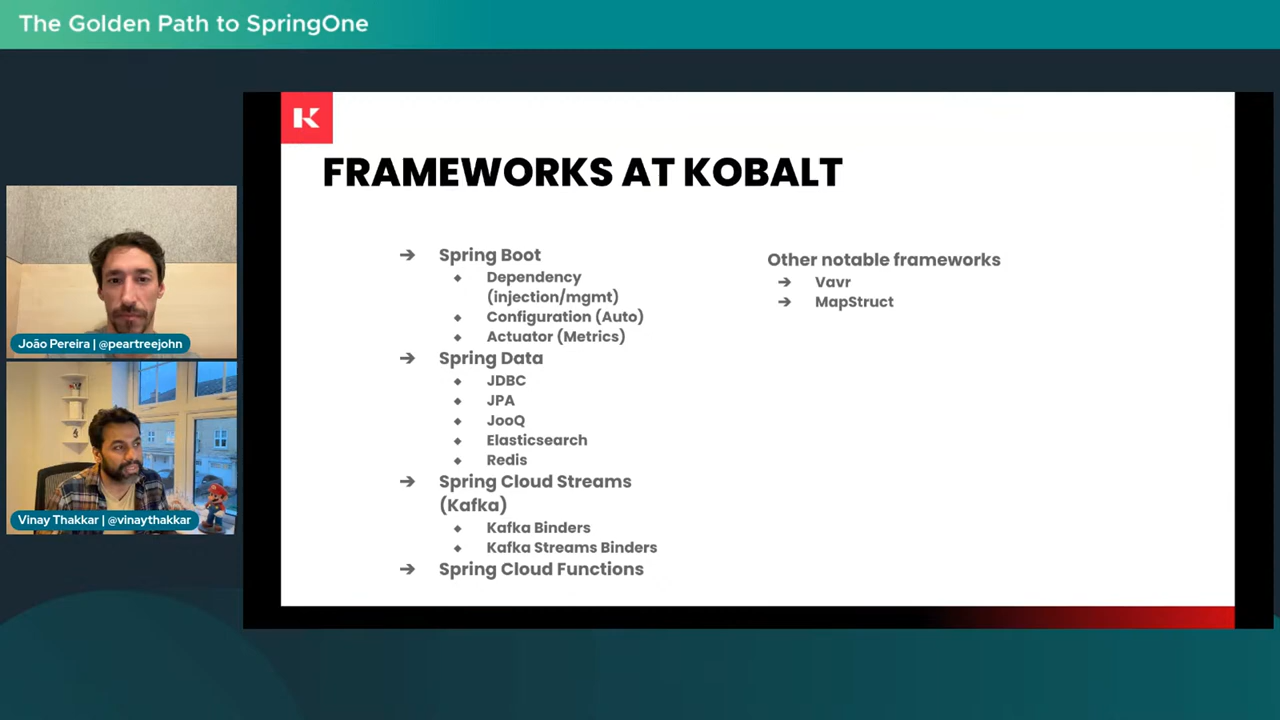 The Golden Path to SpringOne
K
FRAMEWORKS AT KOBALT
➔ Spring Boot
◆ Dependency
(injection/mgmt)
◆ Configuration (Auto)
◆ Actuator (Metrics)
➔ Spring Data
◆ JDBC
◆ JPA
◆ JooQ
◆ Elasticsearch
◆ Redis
➔ Spring Cloud Streams
(Kafka)
◆ Kafka Binders
◆ Kafka Streams Binders
➔ Spring Cloud Functions
Other notable frameworks
➔ Vavr
➔ MapStruct
João Pereira | @peartreejohn
Vinay Thakkar | @vinaythakkar